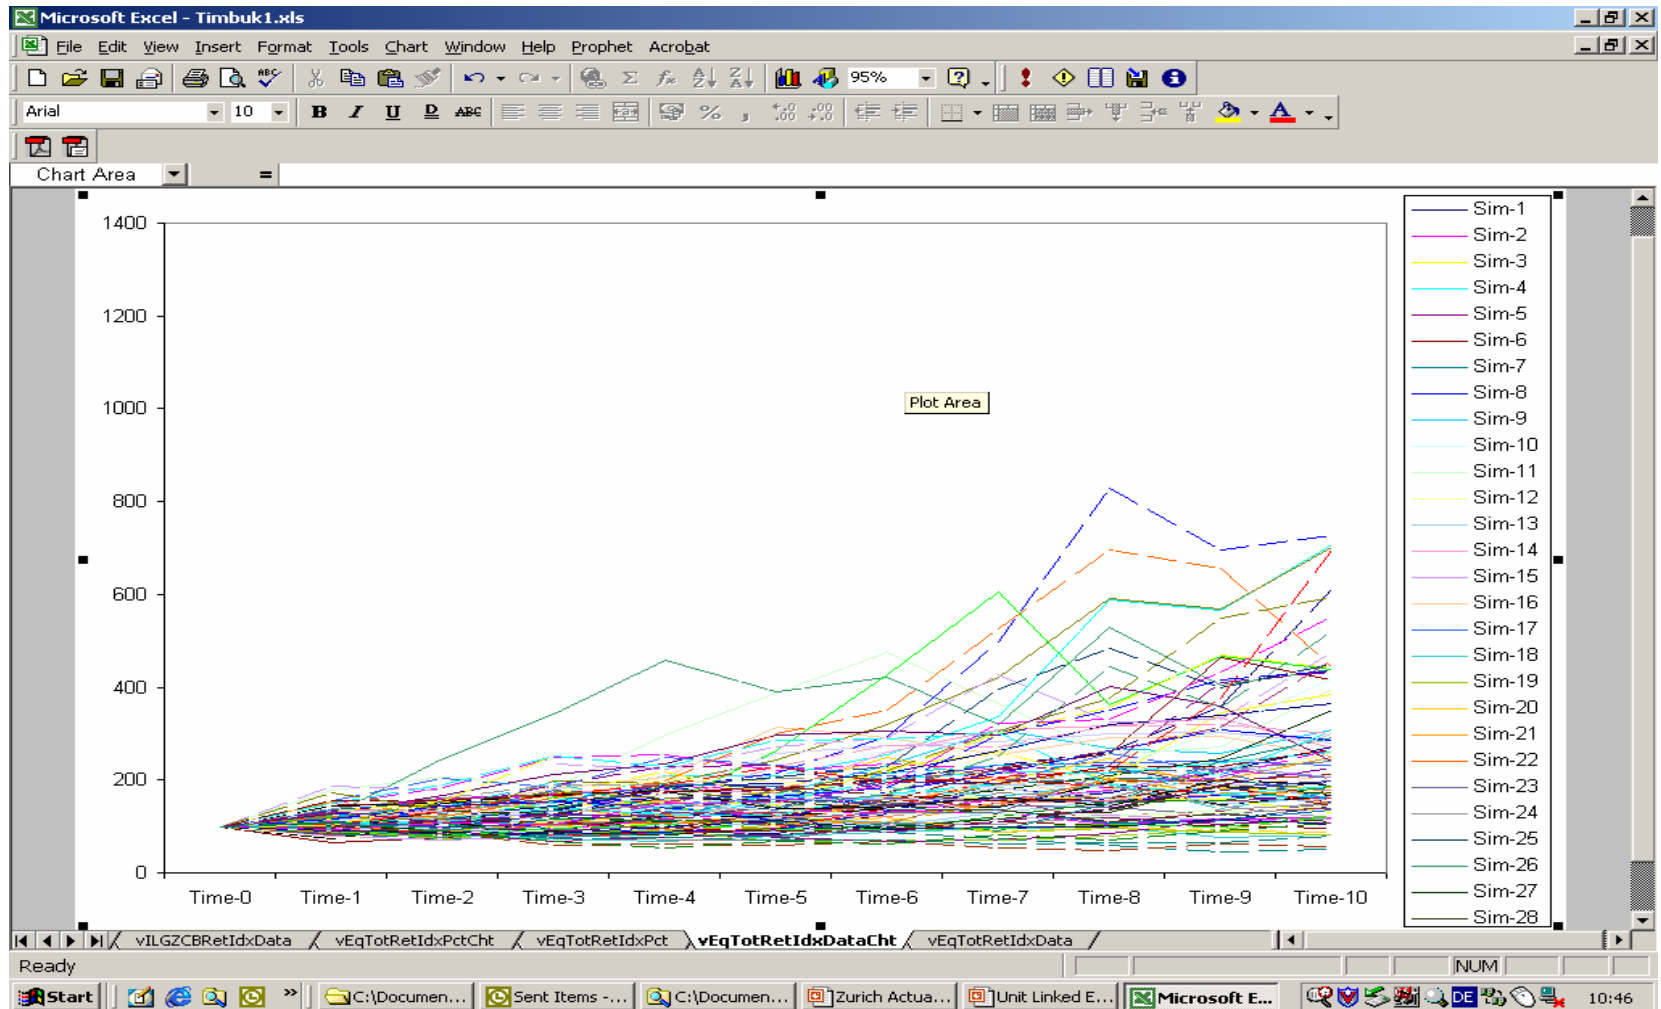 Microsoft Excel - Timbuk1.xls
File Edit View Insert Format Tools Chart Window Help Prophet Acrobat
95%
Arial 10 B I U D ABC
Chart Area =
1400
1200
1000
800
600
400
200
0
Plot Area
Time-0 Time-1 Time-2 Time-3 Time-4 Time-5 Time-6 Time-7 Time-8 Time-9 Time-10
Sim-1
Sim-2
Sim-3
Sim-4
Sim-5
Sim-6
Sim-7
Sim-8
Sim-9
Sim-10
Sim-11
Sim-12
Sim-13
Sim-14
Sim-15
Sim-16
Sim-17
Sim-18
Sim-19
Sim-20
Sim-21
Sim-22
Sim-23
Sim-24
Sim-25
Sim-26
Sim-27
Sim-28
vILGZCBRetIdxData vEqTotRetIdxPctCht vEqTotRetIdxPct vEqTotRetIdxDataCht vEqTotRetIdxData
Ready NUM
Start C:\Documen... Sent Items -... C:\Documen... Zurich Actua... Unit Linked E... Microsoft E... DE 10:46